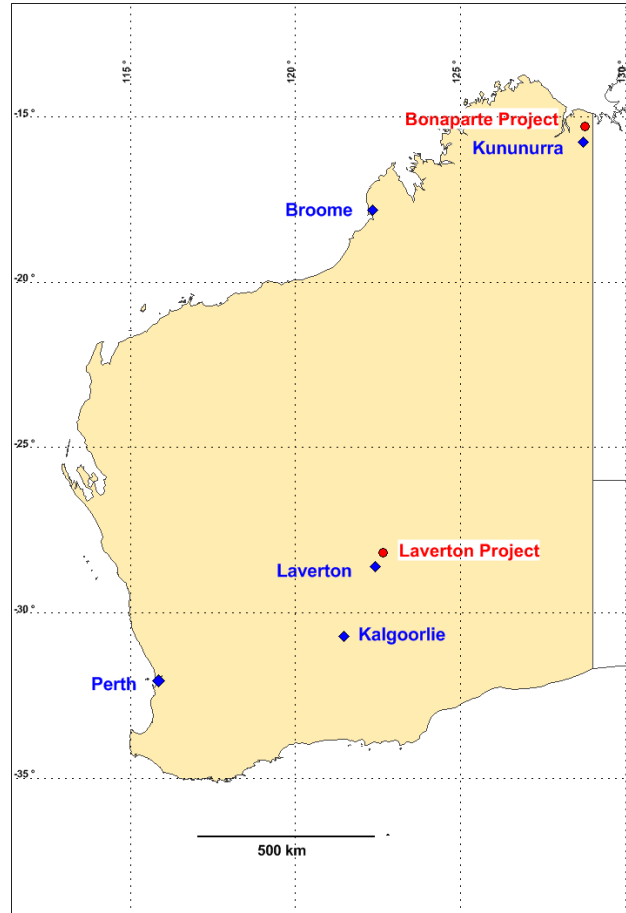 115 °
120 °
125 °
130 °
-15 °
Bonaparte Project
Kununurra
Broome
-20 °
-25 °
Laverton Project
Laverton
-30 °
Kalgoorlie
Perth
-35 °
500 km